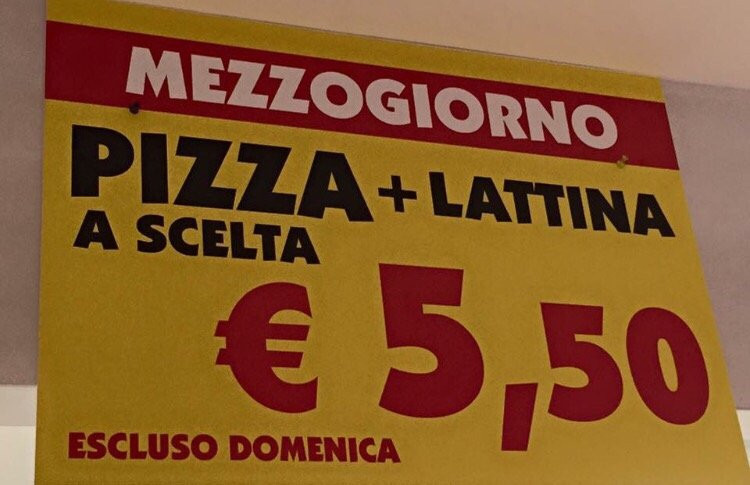 MEZZOGIORNO
PIZZA + LATTINA
A SCELTA
€ 5,50
ESCLUSO DOMENICA